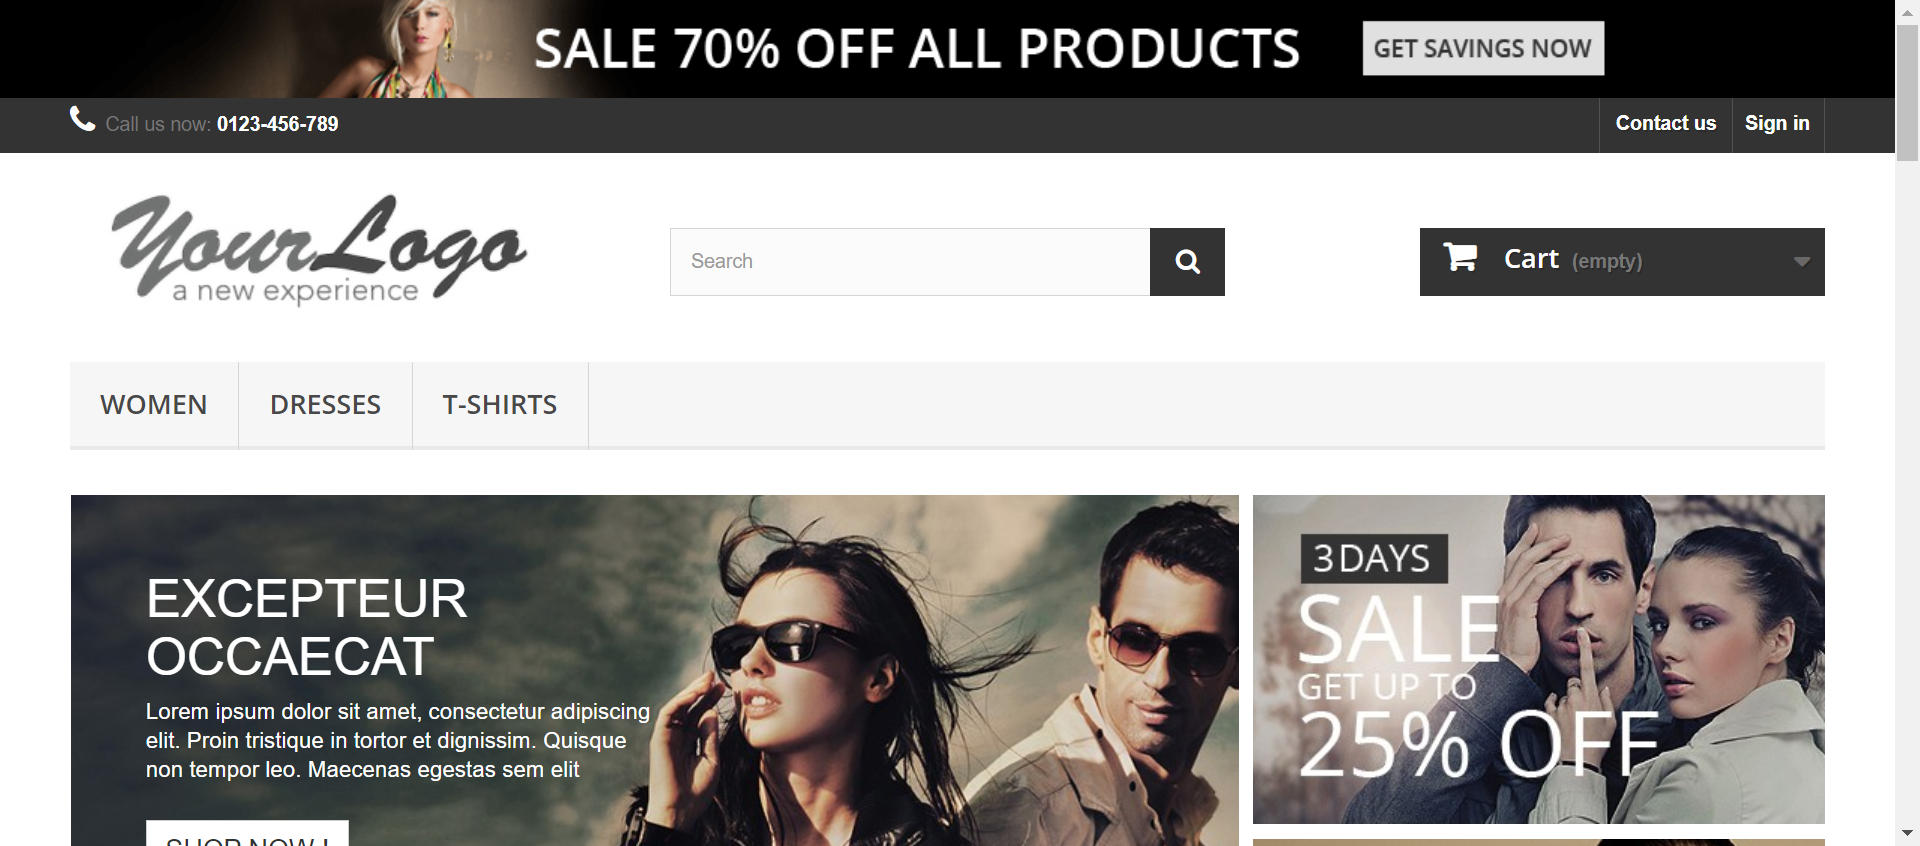 SALE 70% OFF ALL PRODUCTS
GET SAVINGS NOW
Call us now: 0123-456-789
Contact us
Sign in
YourLogo
a new experience
Search
Cart (empty)
WOMEN
DRESSES
T-SHIRTS
EXCEPTEUR
OCCAECAT
Lorem ipsum dolor sit amet, consectetur adipiscing
elit. Proin tristique in tortor et dignissim. Quisque
non tempor leo. Maecenas egestas sem elit
SHOP NOW !
3 DAYS
SALE
GET UP TO
25% OFF